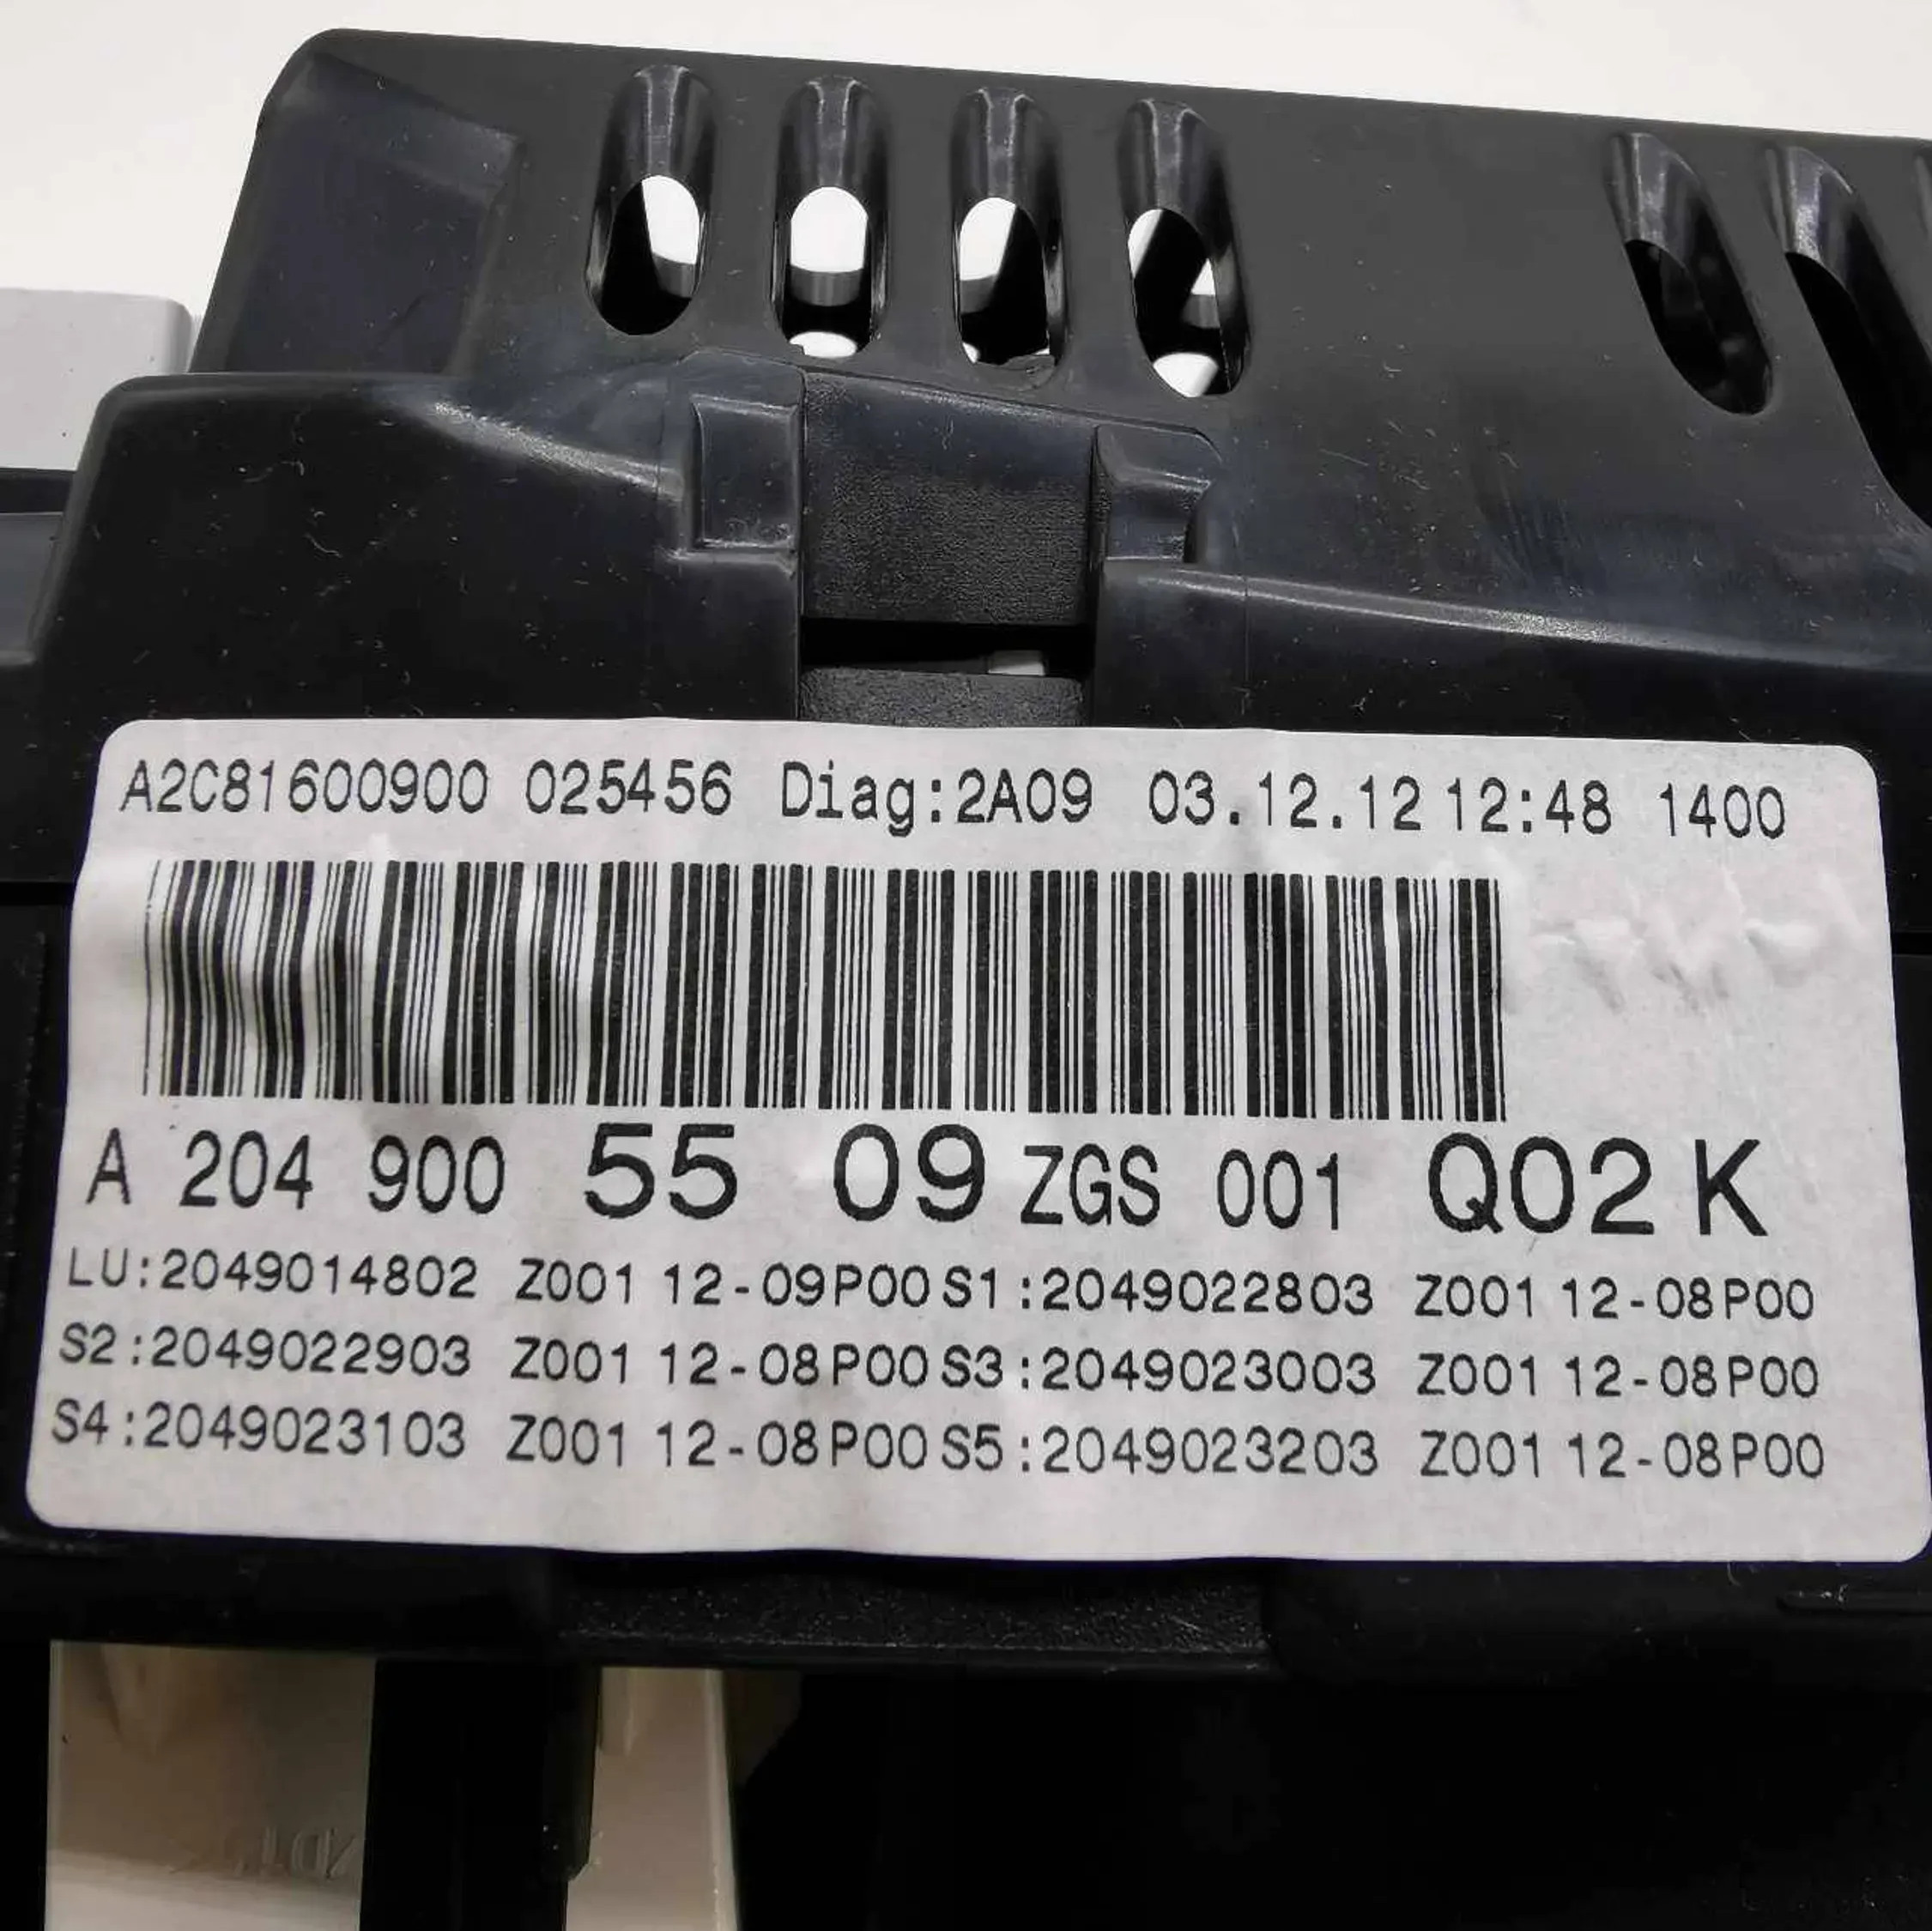 A2C81600900 025456 Diag:2A09 03.12.12 12:48 1400
A 204 900 55 09 ZGS 001 Q02 K
LU:2049014802 Z001 12-09P00 S1:2049022803 Z001 12-08P00
S2:2049022903 Z001 12-08P00 S3:2049023003 Z001 12-08P00
S4:2049023103 Z001 12-08P00 S5:2049023203 Z001 12-08P00